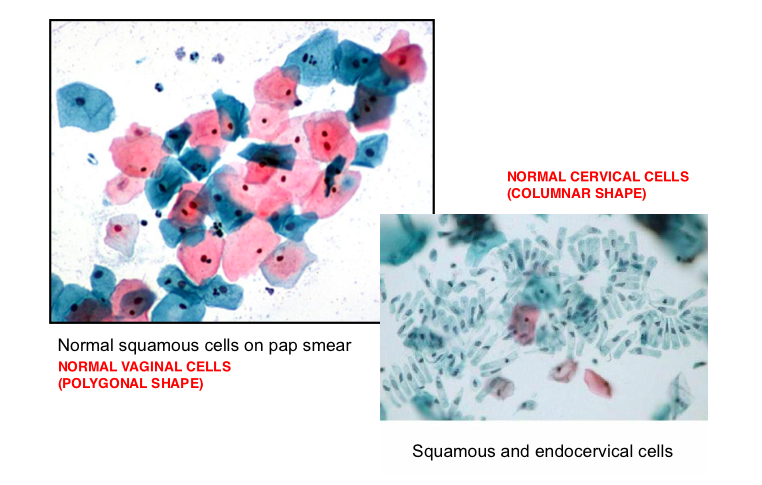 NORMAL CERVICAL CELLS
(COLUMNAR SHAPE)
Normal squamous cells on pap smear
NORMAL VAGINAL CELLS
(POLYGONAL SHAPE)
Squamous and endocervical cells